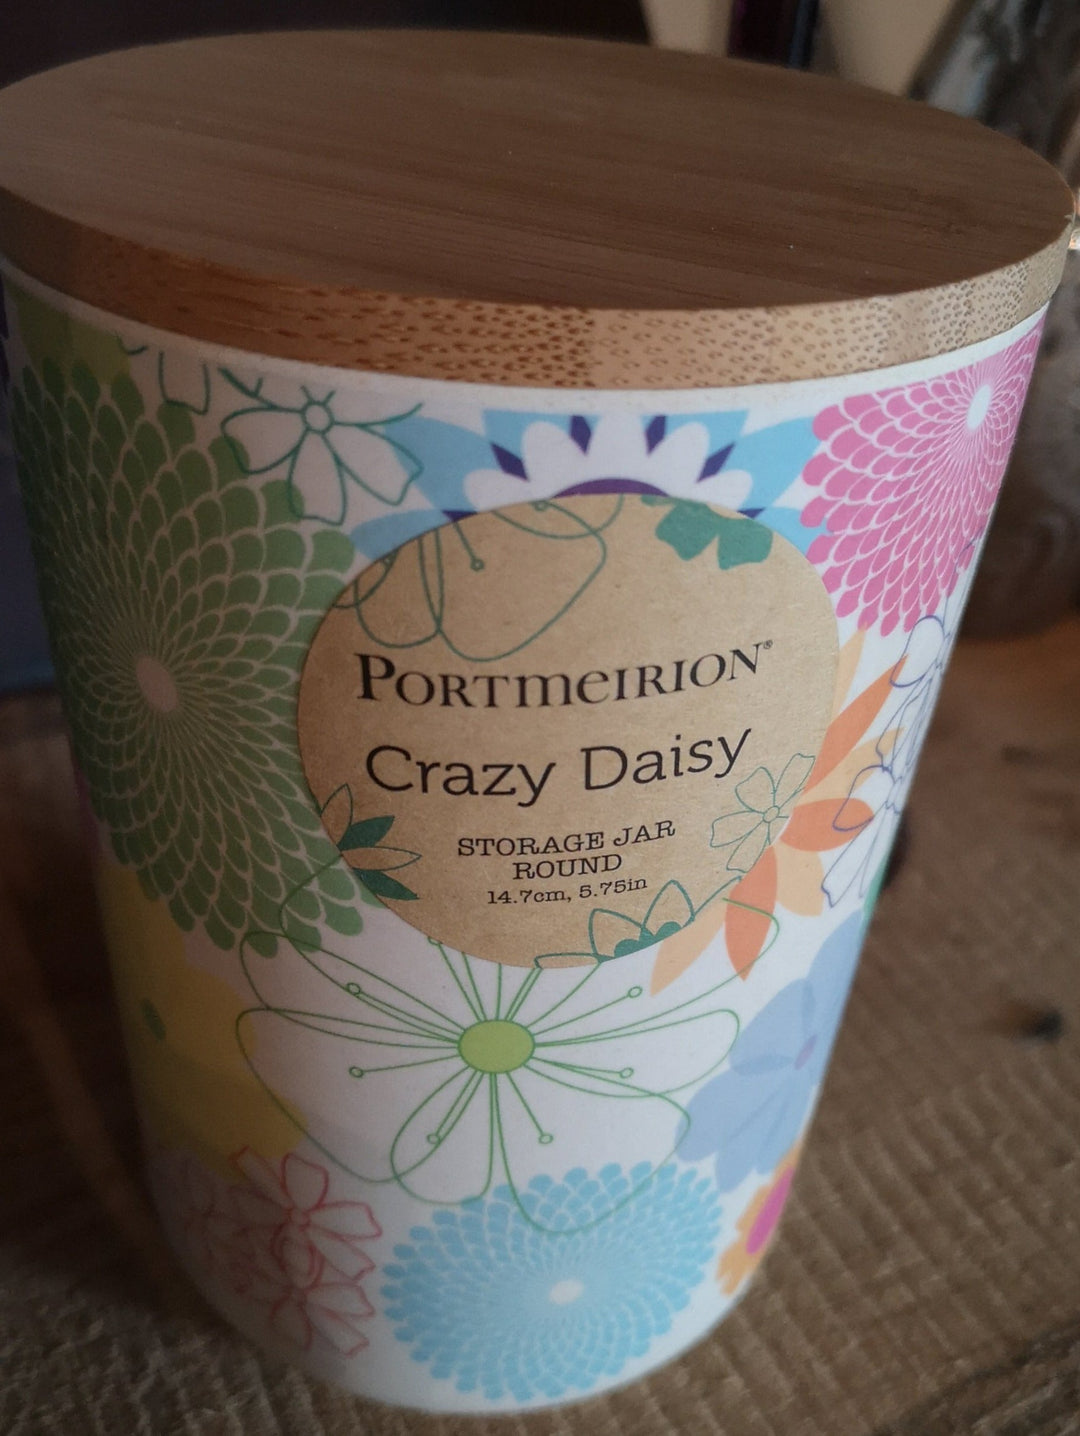 PORTMEIRION®
Crazy Daisy
STORAGE JAR
ROUND
14.7cm, 5.75in